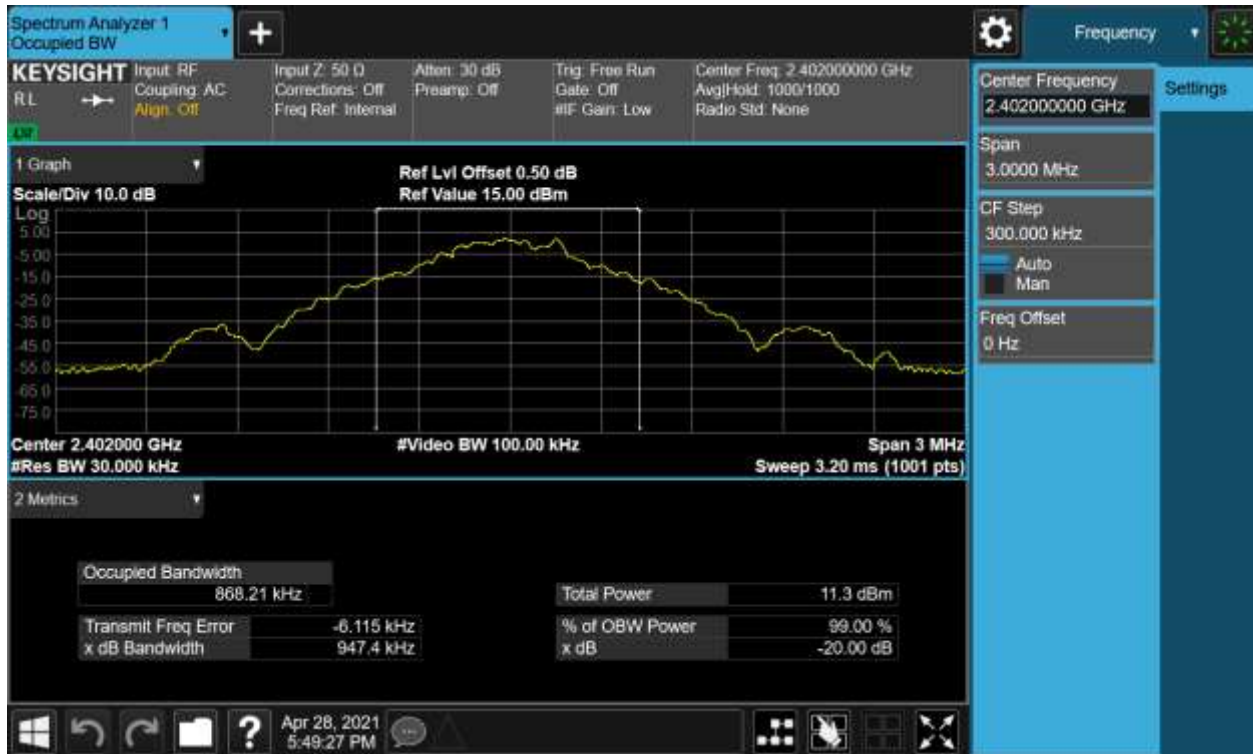 Spectrum Analyzer 1
Occupied BW
+
Frequency
KEYSIGHT
RL
Input: RF
Coupling: AC
Align: Off
Input Z: 50 Ω
Corrections: Off
Freq Ref: Internal
Atten: 30 dB
Preamp: Off
Trig: Free Run
Gate: Off
#IF Gain: Low
Center Freq: 2.402000000 GHz
Avg|Hold: 1000/1000
Radio Std: None
1 Graph
Scale/Div 10.0 dB
Ref Lvl Offset 0.50 dB
Ref Value 15.00 dBm
Log
5.00
-5.00
-15.0
-25.0
-35.0
-45.0
-55.0
-65.0
-75.0
Center 2.402000 GHz
#Video BW 100.00 kHz
Span 3 MHz
#Res BW 30.000 kHz
Sweep 3.20 ms (1001 pts)
2 Metrics
Occupied Bandwidth
868.21 kHz
Transmit Freq Error -6.115 kHz
x dB Bandwidth 947.4 kHz
Total Power 11.3 dBm
% of OBW Power 99.00 %
x dB -20.00 dB
Center Frequency
2.402000000 GHz
Settings
Span
3.0000 MHz
CF Step
300.000 kHz
Auto
Man
Freq Offset
0 Hz
?
Apr 28, 2021
5:49:27 PM